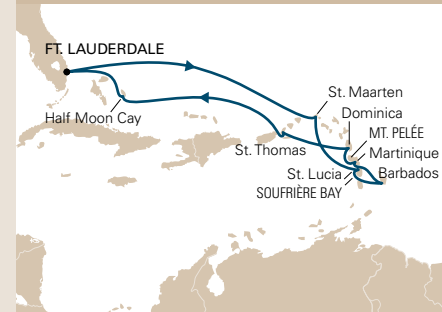 FT. LAUDERDALE
St. Maarten
Dominica
Half Moon Cay
MT. PELÉE
St. Thomas
Martinique
St. Lucia
Barbados
SOUFRIÈRE BAY